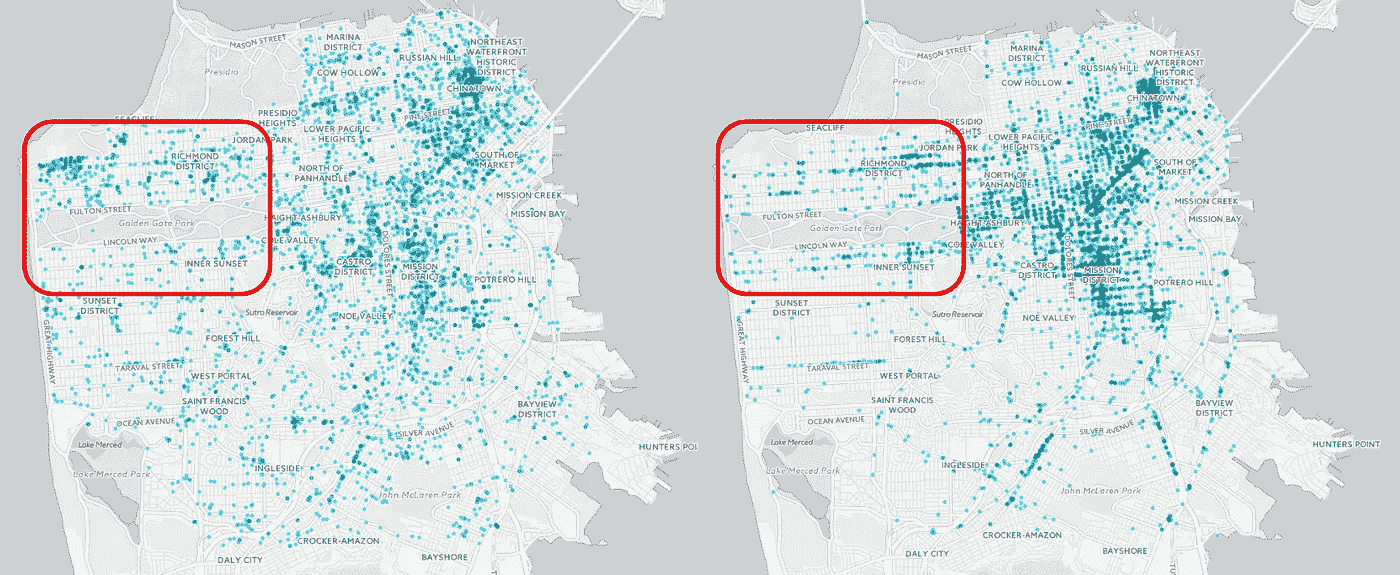 MASON STREET
MARINA
DISTRICT
RUSSIAN HILL
NORTHEAST
WATERFRONT
HISTORIC
DISTRICT
Presidio
COW HOLLOW
CHINATOWN
PRESIDIO
HEIGHTS
PINE STREET
SEACLIFF
LOWER PACIFIC
HEIGHTS
JORDAN PARK
RICHMOND
DISTRICT
SOUTH OF
MARKET
NORTH OF
PANHANDLE
MISSION CREEK
FULTON STREET
MISSION BAY
Golden Gate Park
HAIGHT-ASHBURY
LINCOLN WAY
COLE VALLEY
DOLORES STREET
INNER SUNSET
CASTRO
DISTRICT
MISSION
DISTRICT
POTRERO HILL
SUNSET
DISTRICT
Sutro Reservoir
NOE VALLEY
GREAT HIGHWAY
FOREST HILL
TARAVAL STREET
WEST PORTAL
SAINT FRANCIS
WOOD
BAYVIEW
DISTRICT
OCEAN AVENUE
SILVER AVENUE
Lake Merced
HUNTERS POI
Lake Merced Park
INGLESIDE
John McLaren Park
CROCKER-AMAZON
DALY CITY
BAYSHORE
MASON STREET
MARINA
DISTRICT
RUSSIAN HILL
NORTHEAST
WATERFRONT
HISTORIC
DISTRICT
Presidio
COW HOLLOW
CHINATOWN
PRESIDIO
HEIGHTS
PINE STREET
SEACLIFF
LOWER PACIFIC
HEIGHTS
JORDAN PARK
RICHMOND
DISTRICT
SOUTH OF
MARKET
NORTH OF
PANHANDLE
MISSION CREEK
FULTON STREET
MISSION BAY
Golden Gate Park
HAIGHT-ASHBURY
LINCOLN WAY
COLE VALLEY
DOLORES STREET
INNER SUNSET
CASTRO
DISTRICT
MISSION
DISTRICT
POTRERO HILL
SUNSET
DISTRICT
Sutro Reservoir
NOE VALLEY
GREAT HIGHWAY
FOREST HILL
TARAVAL STREET
WEST PORTAL
SAINT FRANCIS
WOOD
BAYVIEW
DISTRICT
OCEAN AVENUE
SILVER AVENUE
Lake Merced
HUNTERS POINT
Lake Merced Park
INGLESIDE
John McLaren Park
CROCKER-AMAZON
DALY CITY
BAYSHORE